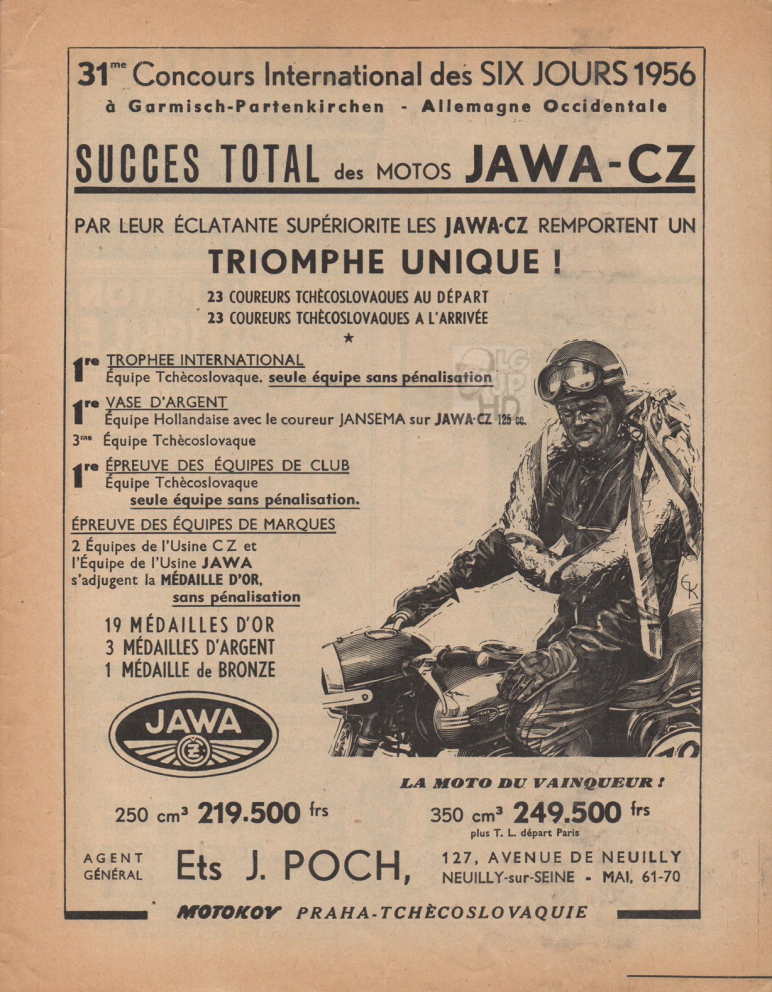 31me Concours International des SIX JOURS 1956
à Garmisch-Partenkirchen - Allemagne Occidentale
SUCCES TOTAL des MOTOS JAWA-CZ
PAR LEUR ÉCLATANTE SUPÉRIORITE LES JAWA-CZ REMPORTENT UN
TRIOMPHE UNIQUE !
23 COUREURS TCHÈCOSLOVAQUES AU DÉPART
23 COUREURS TCHÈCOSLOVAQUES A L'ARRIVÉE
1re TROPHEE INTERNATIONAL
Équipe Tchècoslovaque. seule équipe sans pénalisation
1re VASE D'ARGENT
Équipe Hollandaise avec le coureur JANSEMA sur JAWA-CZ 125 cc.
3me Équipe Tchècoslovaque
1re ÉPREUVE DES ÉQUIPES DE CLUB
Équipe Tchècoslovaque
seule équipe sans pénalisation.
ÉPREUVE DES ÉQUIPES DE MARQUES
2 Équipes de l'Usine CZ et
l'Équipe de l'Usine JAWA
s'adjugent la MÉDAILLE D'OR,
sans pénalisation
19 MÉDAILLES D'OR
3 MÉDAILLES D'ARGENT
1 MÉDAILLE de BRONZE
GK
JAWA
CZ
LA MOTO DU VAINQUEUR !
250 cm³ 219.500 frs
350 cm³ 249.500 frs
plus T. L. départ Paris
AGENT GÉNÉRAL
Ets J. POCH,
127, AVENUE DE NEUILLY
NEUILLY-sur-SEINE - MAI, 61-70
MOTOKOV PRAHA-TCHÈCOSLOVAQUIE